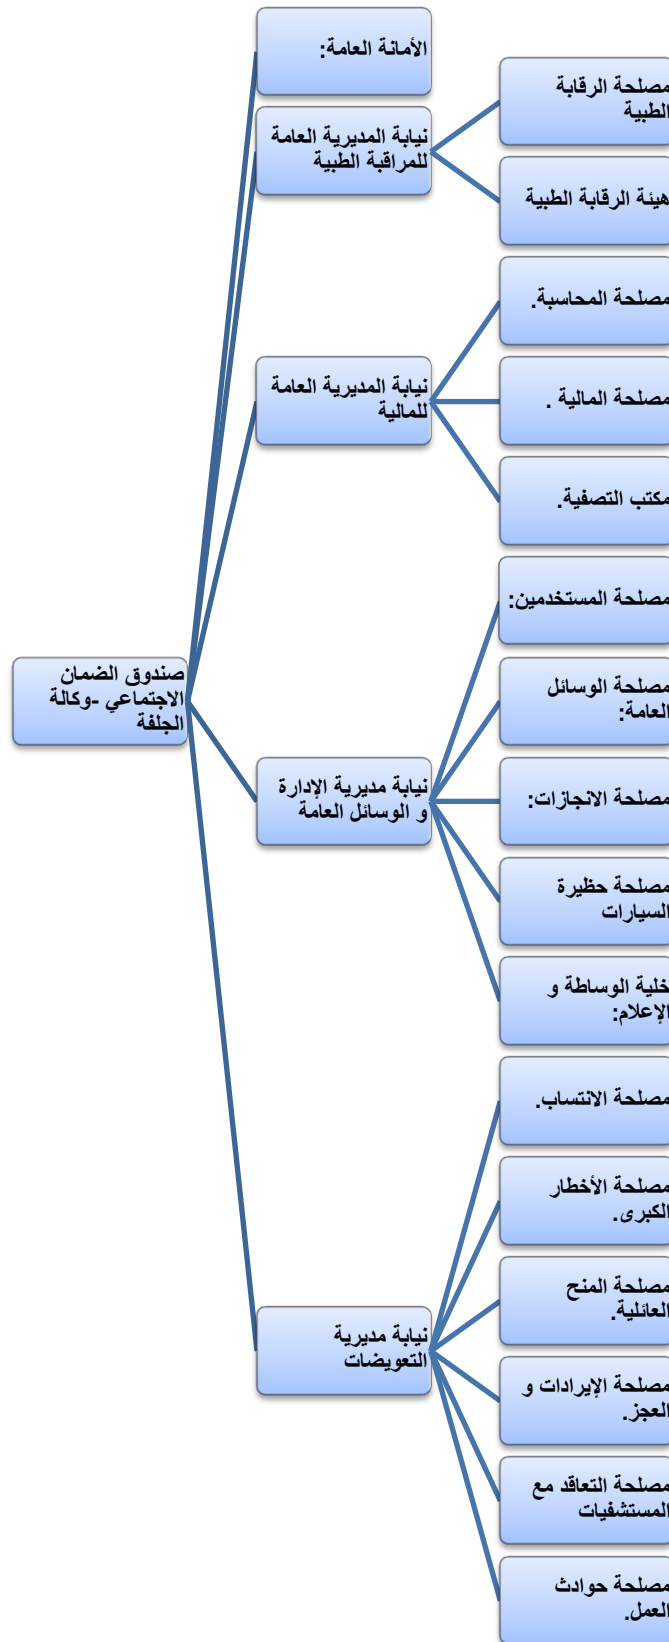 الأمانة العامة:
نيابة المديرية العامة
للمراقبة الطبية
مصلحة الرقابة
الطبية
هيئة الرقابة الطبية
نيابة المديرية العامة
للمالية
مصلحة المحاسبة.
مصلحة المالية .
مكتب التصفية.
صندوق الضمان
الاجتماعي -وكالة
الجلفة
نيابة مديرية الإدارة
و الوسائل العامة
مصلحة المستخدمين:
مصلحة الوسائل
العامة:
مصلحة الانجازات:
مصلحة حظيرة
السيارات
خلية الوساطة و
الإعلام:
نيابة مديرية
التعويضات
مصلحة الانتساب.
مصلحة الأخطار
الكبرى.
مصلحة المنح
العائلية.
مصلحة الإيرادات و
العجز.
مصلحة التعاقد مع
المستشفيات
مصلحة حوادث
العمل.